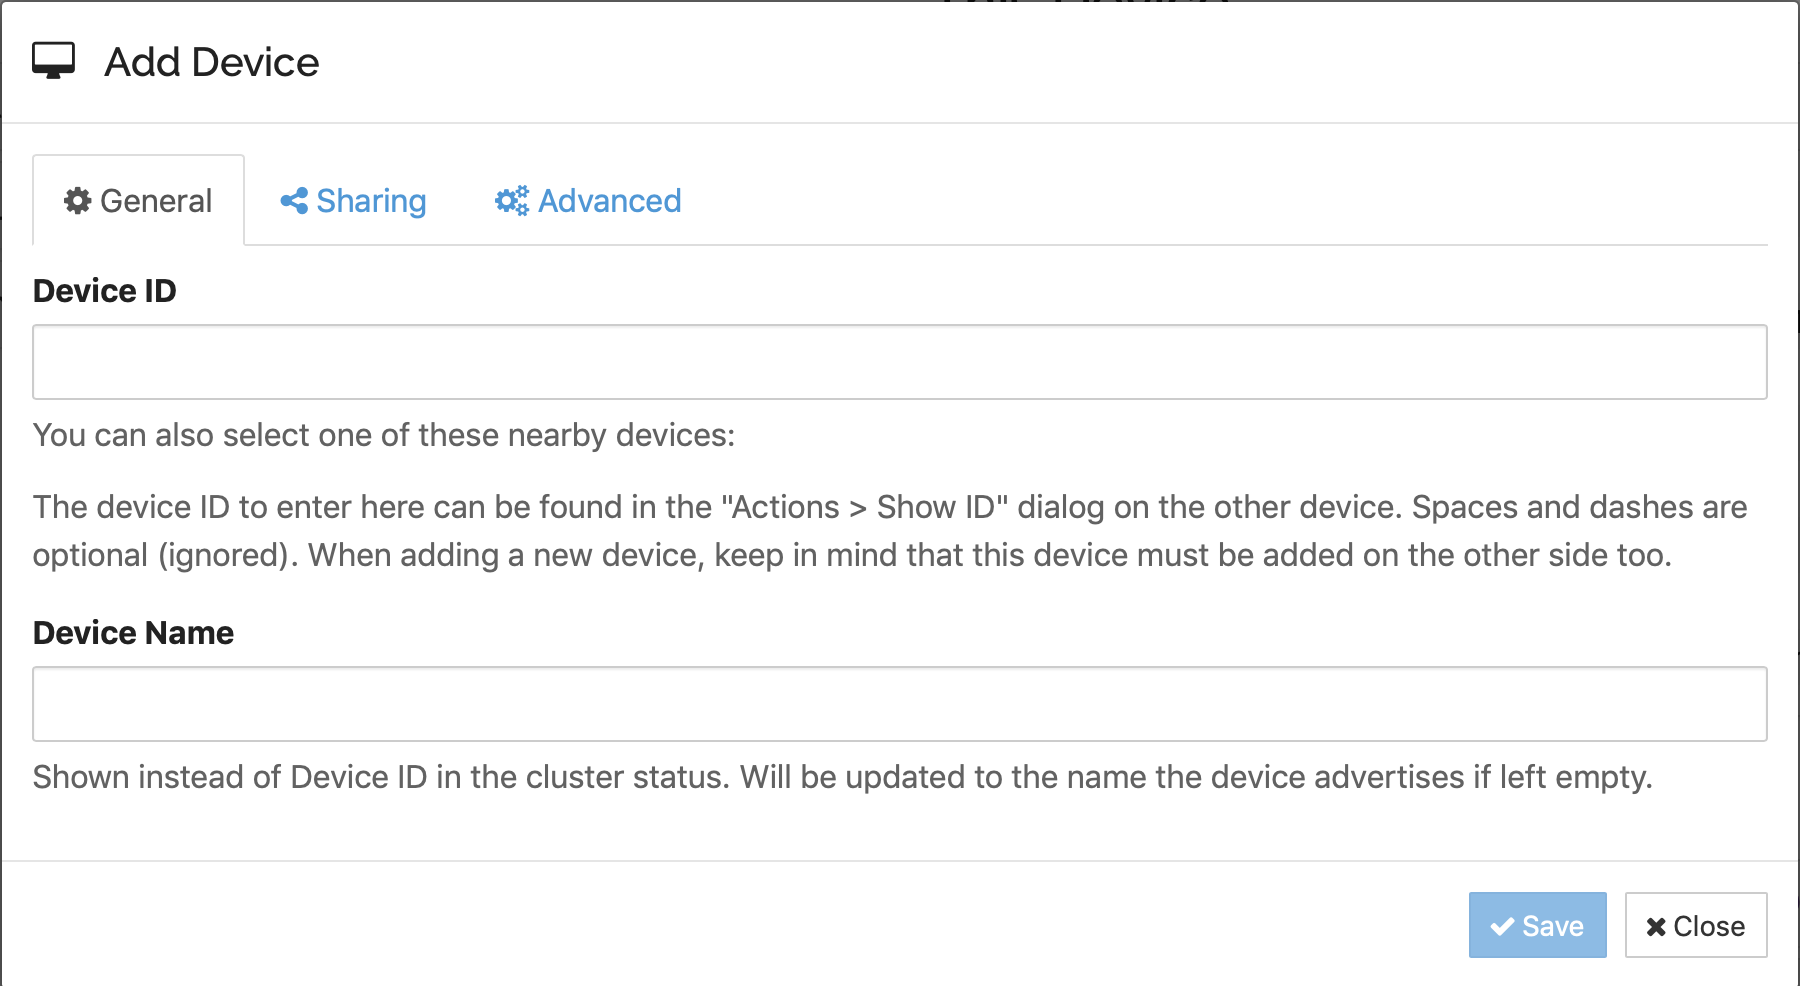 Add Device
General
Sharing
Advanced
Device ID
You can also select one of these nearby devices:
The device ID to enter here can be found in the "Actions > Show ID" dialog on the other device. Spaces and dashes are
optional (ignored). When adding a new device, keep in mind that this device must be added on the other side too.
Device Name
Shown instead of Device ID in the cluster status. Will be updated to the name the device advertises if left empty.
Save
Close